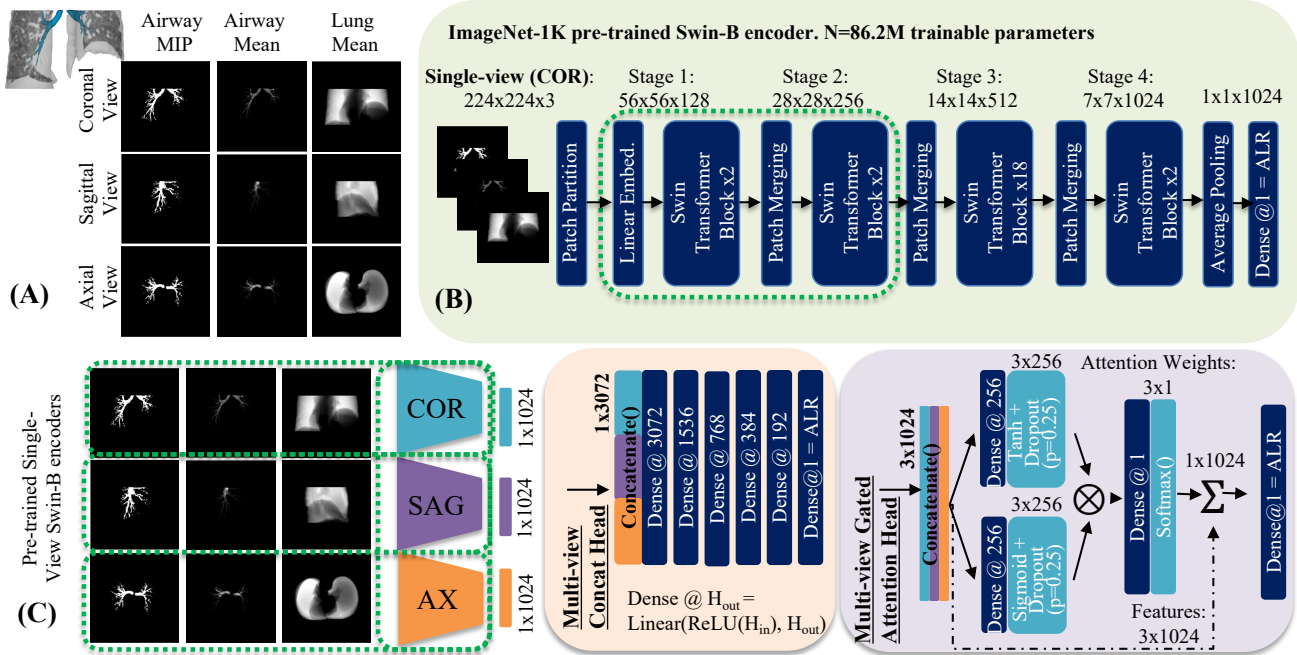 Airway
MIP
Airway
Mean
Lung
Mean
Coronal
View
Sagittal
View
Axial
View
(A)
ImageNet-1K pre-trained Swin-B encoder. N=86.2M trainable parameters
Single-view (COR):
224x224x3
Stage 1:
56x56x128
Stage 2:
28x28x256
Stage 3:
14x14x512
Stage 4:
7x7x1024
1x1x1024
Patch Partition
Linear Embed.
Swin
Transformer
Block x2
Patch Merging
Swin
Transformer
Block x2
Patch Merging
Swin
Transformer
Block x18
Patch Merging
Swin
Transformer
Block x2
Average Pooling
Dense @1 = ALR
(B)
Pre-trained Single-
View Swin-B encoders
(C)
COR
1x1024
SAG
1x1024
AX
1x1024
Multi-view
Concat Head
1x3072
Concatenate()
Dense @ 3072
Dense @ 1536
Dense @ 768
Dense @ 384
Dense @ 192
Dense@1 = ALR
Dense @ Hout =
Linear(ReLU(Hin), Hout)
Multi-view Gated
Attention Head
3x1024
Concatenate()
3x256
Dense @ 256
Tanh +
Dropout
(p=0.25)
3x256
Dense @ 256
Sigmoid +
Dropout
(p=0.25)
⊗
Attention Weights:
3x1
Dense @ 1
Softmax()
1x1024
Σ
Dense@1 = ALR
Features:
3x1024